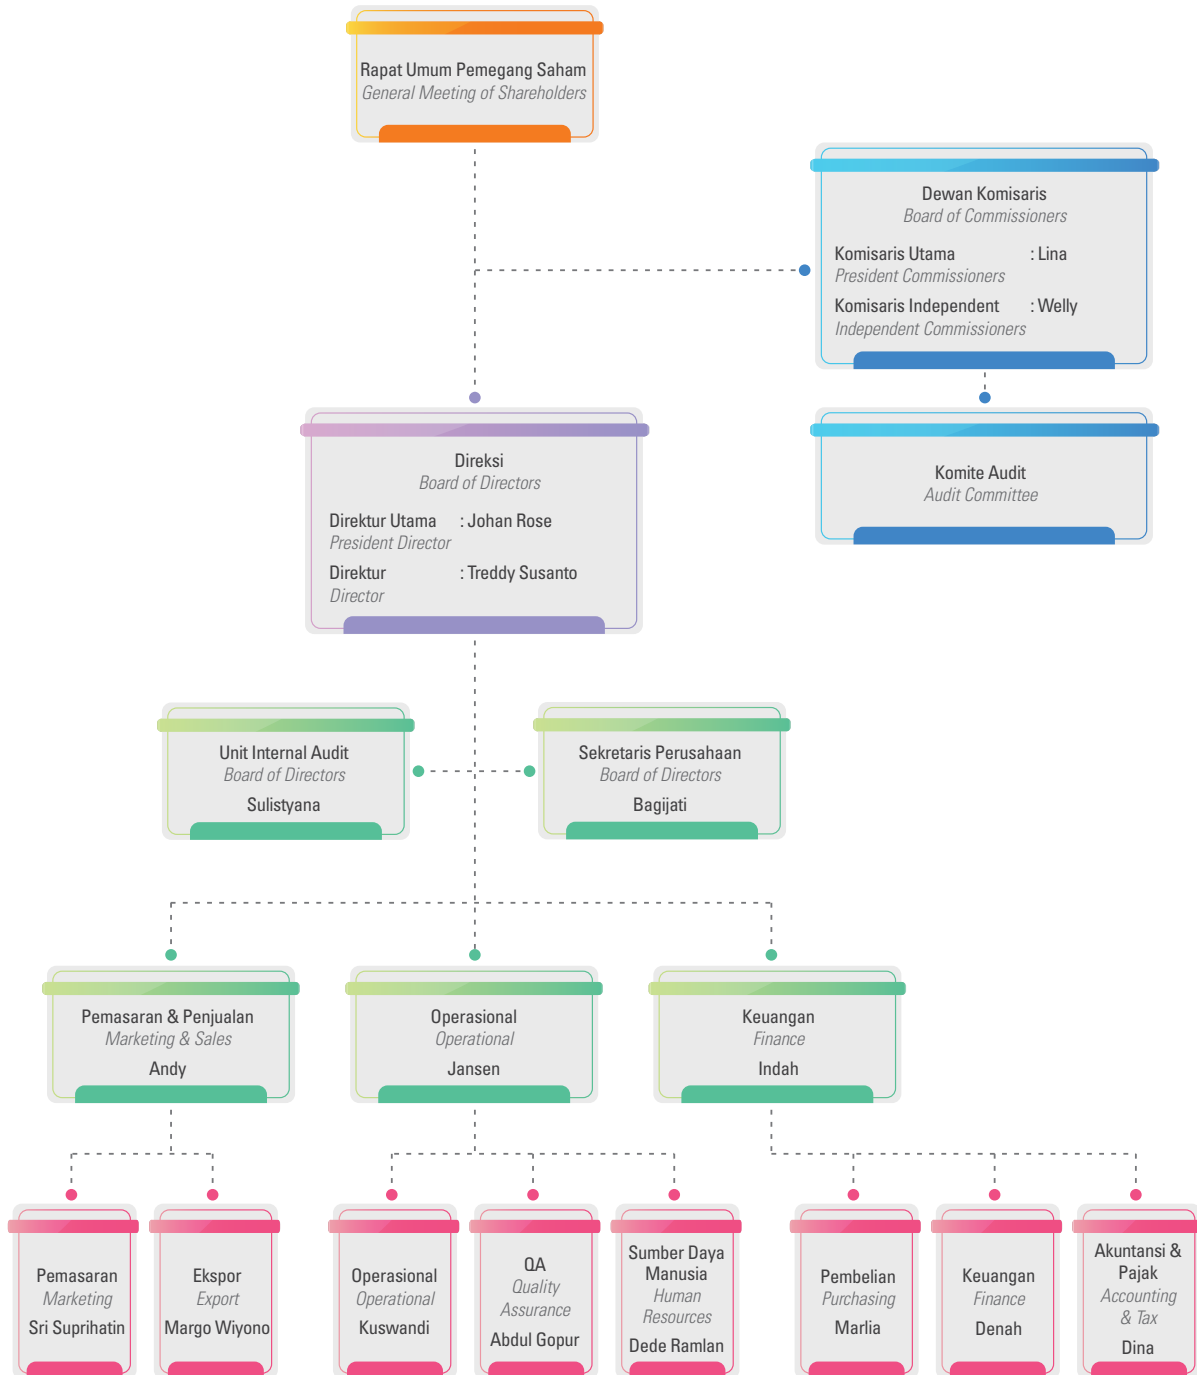 Rapat Umum Pemegang Saham
General Meeting of Shareholders
Dewan Komisaris
Board of Commissioners
Komisaris Utama : Lina
President Commissioners
Komisaris Independent : Welly
Independent Commissioners
Komite Audit
Audit Committee
Direksi
Board of Directors
Direktur Utama : Johan Rose
President Director
Direktur : Treddy Susanto
Director
Unit Internal Audit
Board of Directors
Sulistyana
Sekretaris Perusahaan
Board of Directors
Bagijati
Pemasaran & Penjualan
Marketing & Sales
Andy
Operasional
Operational
Jansen
Keuangan
Finance
Indah
Pemasaran
Marketing
Sri Suprihatin
Ekspor
Export
Margo Wiyono
Operasional
Operational
Kuswandi
QA
Quality
Assurance
Abdul Gopur
Sumber Daya
Manusia
Human
Resources
Dede Ramlan
Pembelian
Purchasing
Marlia
Keuangan
Finance
Denah
Akuntansi &
Pajak
Accounting
& Tax
Dina